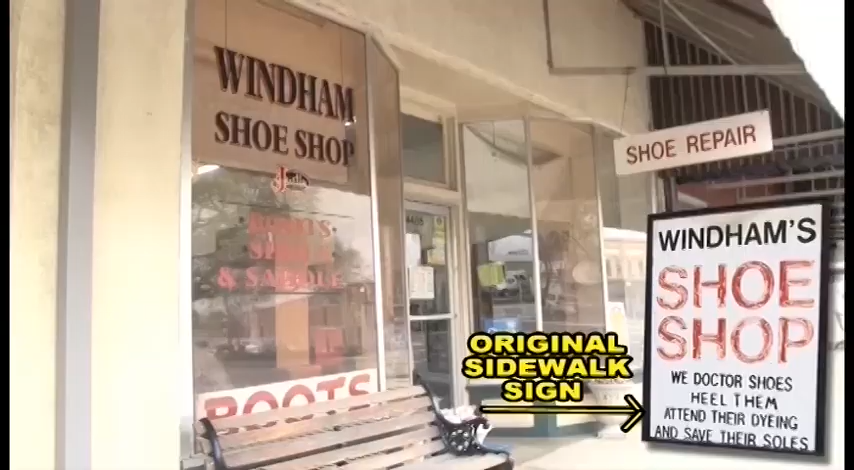 WINDHAM
SHOE SHOP
& SADDLE
BOOTS
SHOE REPAIR
ORIGINAL
SIDEWALK
SIGN
WINDHAM'S
SHOE
SHOP
WE DOCTOR SHOES
HEEL THEM
ATTEND THEIR DYEING
AND SAVE THEIR SOLES